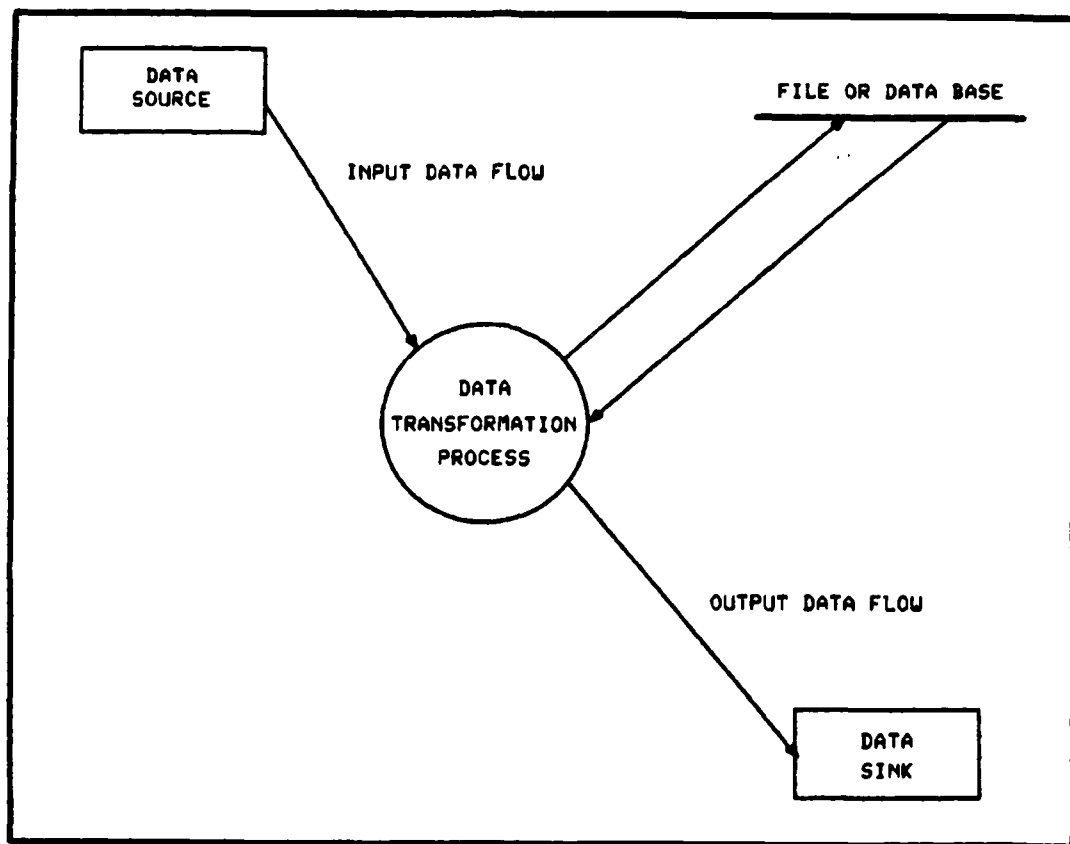 DATA
SOURCE
FILE OR DATA BASE
INPUT DATA FLOW
DATA
TRANSFORMATION
PROCESS
OUTPUT DATA FLOW
DATA
SINK